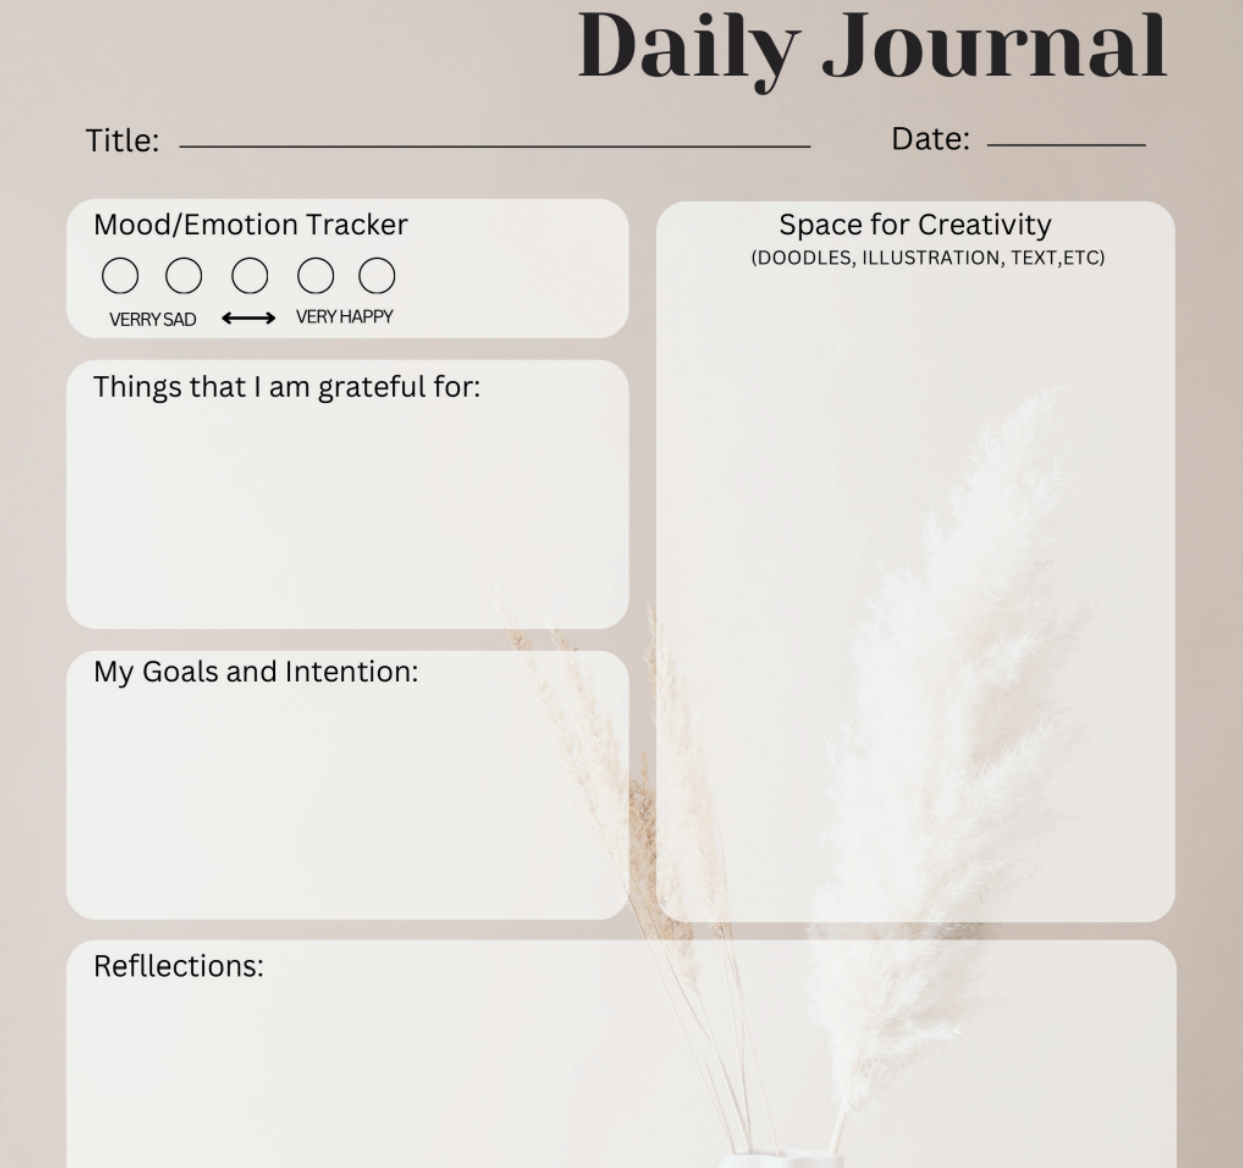 Daily Journal
Title:
Date:
Mood/Emotion Tracker
VERRY SAD
VERY HAPPY
Space for Creativity
(DOODLES, ILLUSTRATION, TEXT,ETC)
Things that I am grateful for:
My Goals and Intention:
Refllections: